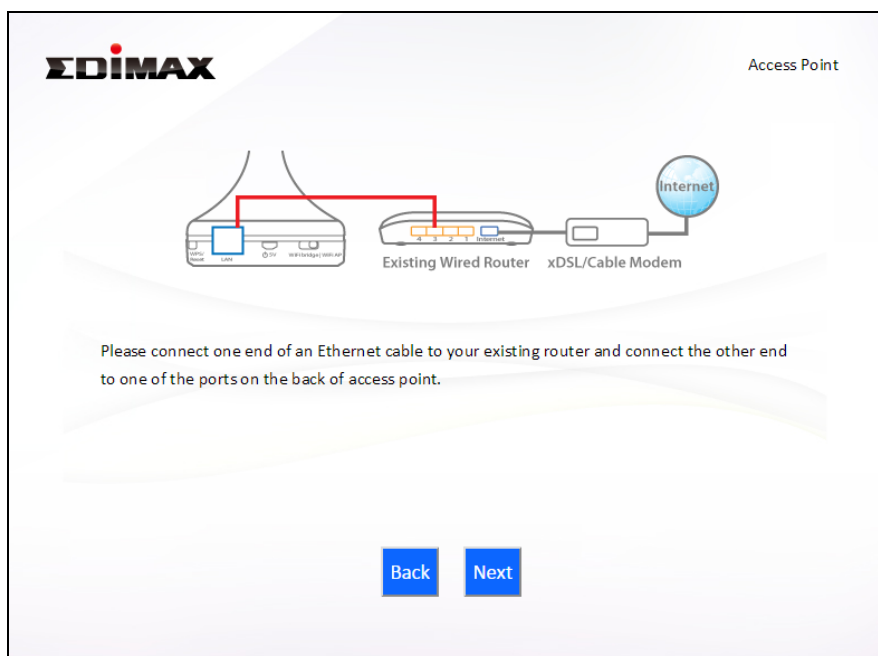 EDIMAX
Access Point
Internet
WPS/
Reset
LAN
5V
WiFi bridge| WiFi AP
4 3 2 1 Internet
Existing Wired Router
xDSL/Cable Modem
Please connect one end of an Ethernet cable to your existing router and connect the other end
to one of the ports on the back of access point.
Back
Next